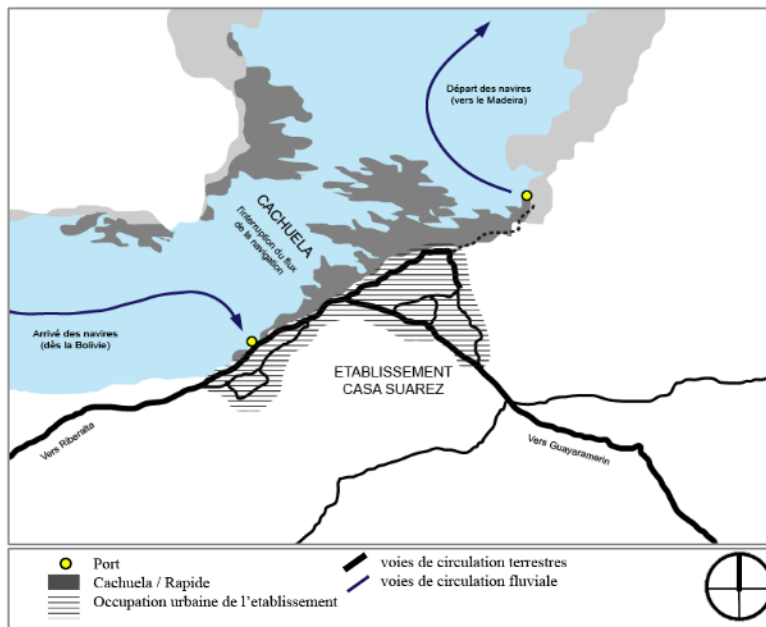 Départ des navires
(vers le Madeira)
CACHUELA
l'interruption du flux
de la navigation
Arrivé des navires
(dès la Bolivie)
ETABLISSEMENT
CASA SUAREZ
Vers Riberalta
Vers Guayaramerin
Port
Cachuela / Rapide
Occupation urbaine de l'etablissement
voies de circulation terrestres
voies de circulation fluviale